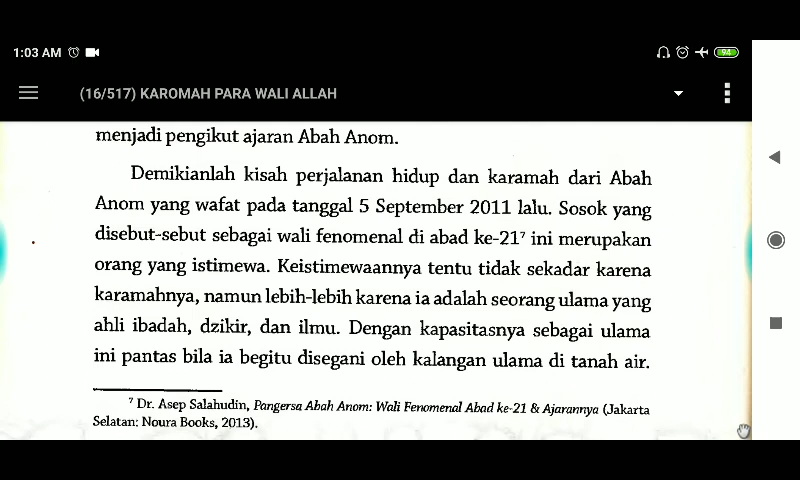 1:03 AM
94
(16/517) KAROMAH PARA WALI ALLAH
menjadi pengikut ajaran Abah Anom.
Demikianlah kisah perjalanan hidup dan karamah dari Abah
Anom yang wafat pada tanggal 5 September 2011 lalu. Sosok yang
disebut-sebut sebagai wali fenomenal di abad ke-21⁷ ini merupakan
orang yang istimewa. Keistimewaannya tentu tidak sekadar karena
karamahnya, namun lebih-lebih karena ia adalah seorang ulama yang
ahli ibadah, dzikir, dan ilmu. Dengan kapasitasnya sebagai ulama
ini pantas bila ia begitu disegani oleh kalangan ulama di tanah air.
⁷ Dr. Asep Salahudin, Pangersa Abah Anom: Wali Fenomenal Abad ke-21 & Ajarannya (Jakarta
Selatan: Noura Books, 2013).